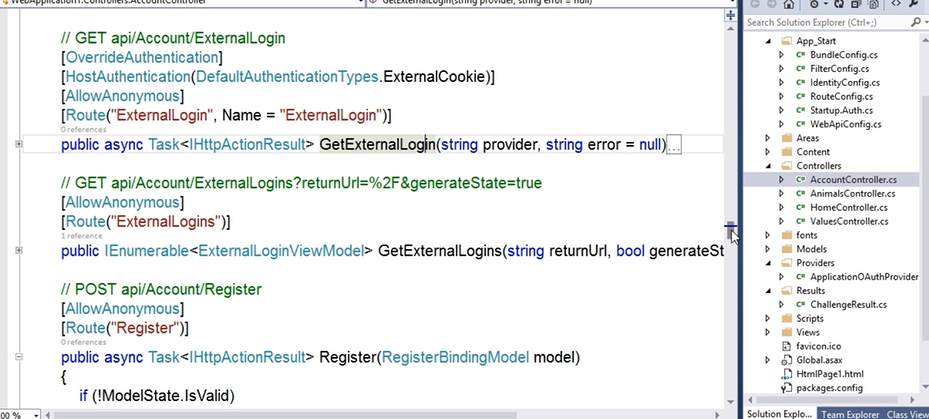 WebApplication1.Controllers.AccountController
GetExternalLogin(string provider, string error = null)
// GET api/Account/ExternalLogin
[OverrideAuthentication]
[HostAuthentication(DefaultAuthenticationTypes.ExternalCookie)]
[AllowAnonymous]
[Route("ExternalLogin", Name = "ExternalLogin")]
0 references
public async Task<IHttpActionResult> GetExternalLogin(string provider, string error = null)...
// GET api/Account/ExternalLogins?returnUrl=%2F&generateState=true
[AllowAnonymous]
[Route("ExternalLogins")]
1 reference
public IEnumerable<ExternalLoginViewModel> GetExternalLogins(string returnUrl, bool generateSt
// POST api/Account/Register
[AllowAnonymous]
[Route("Register")]
0 references
public async Task<IHttpActionResult> Register(RegisterBindingModel model)
{
if (!ModelState.IsValid)
00 %
Search Solution Explorer (Ctrl+;)
App_Start
C# BundleConfig.cs
C# FilterConfig.cs
C# IdentityConfig.cs
C# RouteConfig.cs
C# Startup.Auth.cs
C# WebApiConfig.cs
Areas
Content
Controllers
C# AccountController.cs
C# AnimalsController.cs
C# HomeController.cs
C# ValuesController.cs
fonts
Models
Providers
C# ApplicationOAuthProvider
Results
C# ChallengeResult.cs
Scripts
Views
favicon.ico
Global.asax
HtmlPage1.html
packages.config
Solution Explo...
Team Explorer
Class View